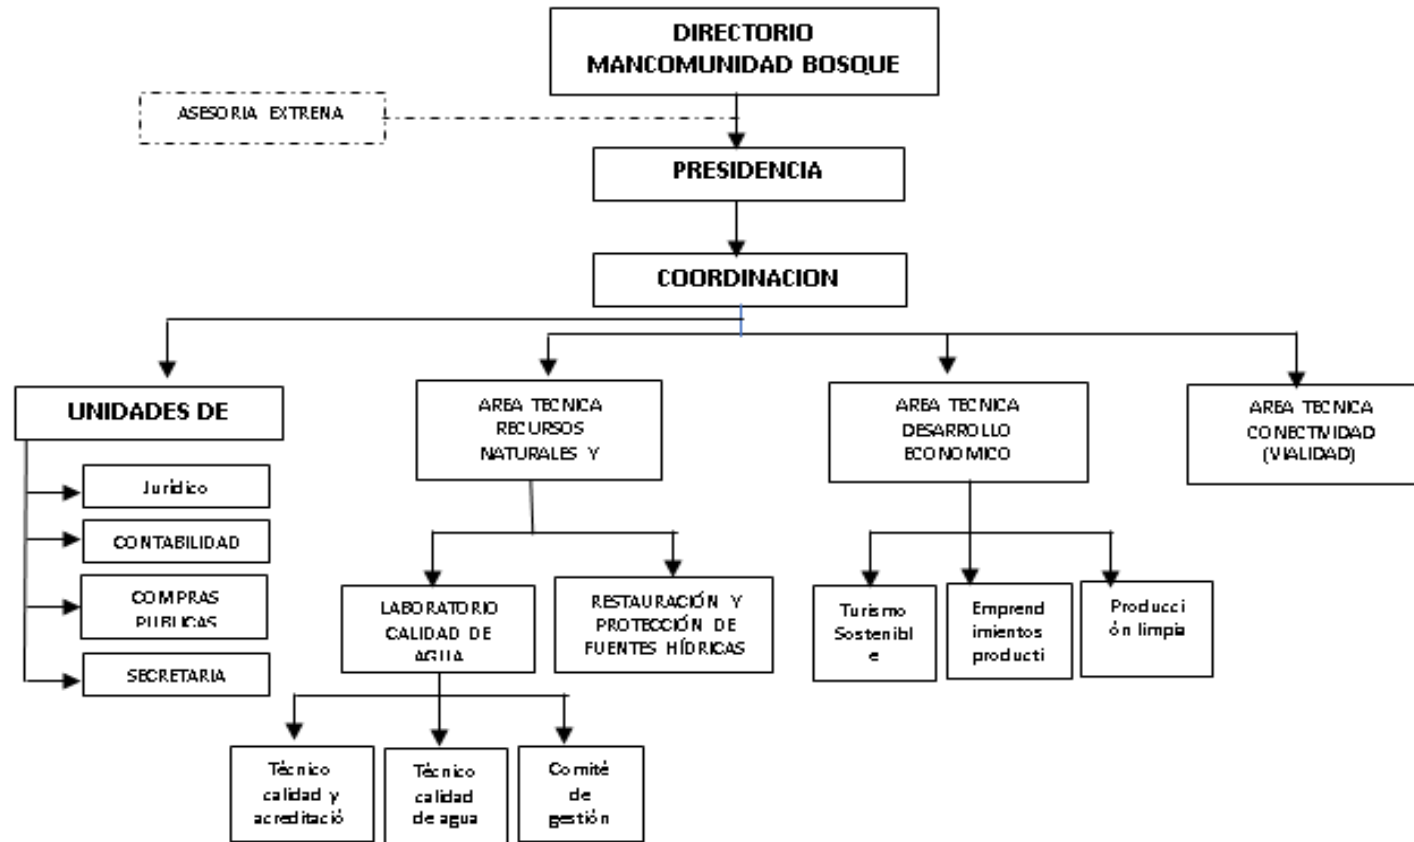 DIRECTORIO
MANCOMUNIDAD BOSQUE
ASESORIA EXTRENA
PRESIDENCIA
COORDINACION
UNIDADES DE
AREA TECNICA
RECURSOS
NATURALES Y
AREA TECNICA
DESARROLLO
ECONOMICO
AREA TECNICA
CONECTIVIDAD
(VIALIDAD)
Jurídico
CONTABILIDAD
COMPRAS
PUBLICAS
SECRETARIA
LABORATORIO
CALIDAD DE
AGUA
RESTAURACIÓN Y
PROTECCIÓN DE
FUENTES HÍDRICAS
Turismo
Sostenibl
e
Emprend
imientos
producti
Producci
ón limpia
Técnico
calidad y
acreditació
Técnico
calidad
de agua
Comité
de
gestión